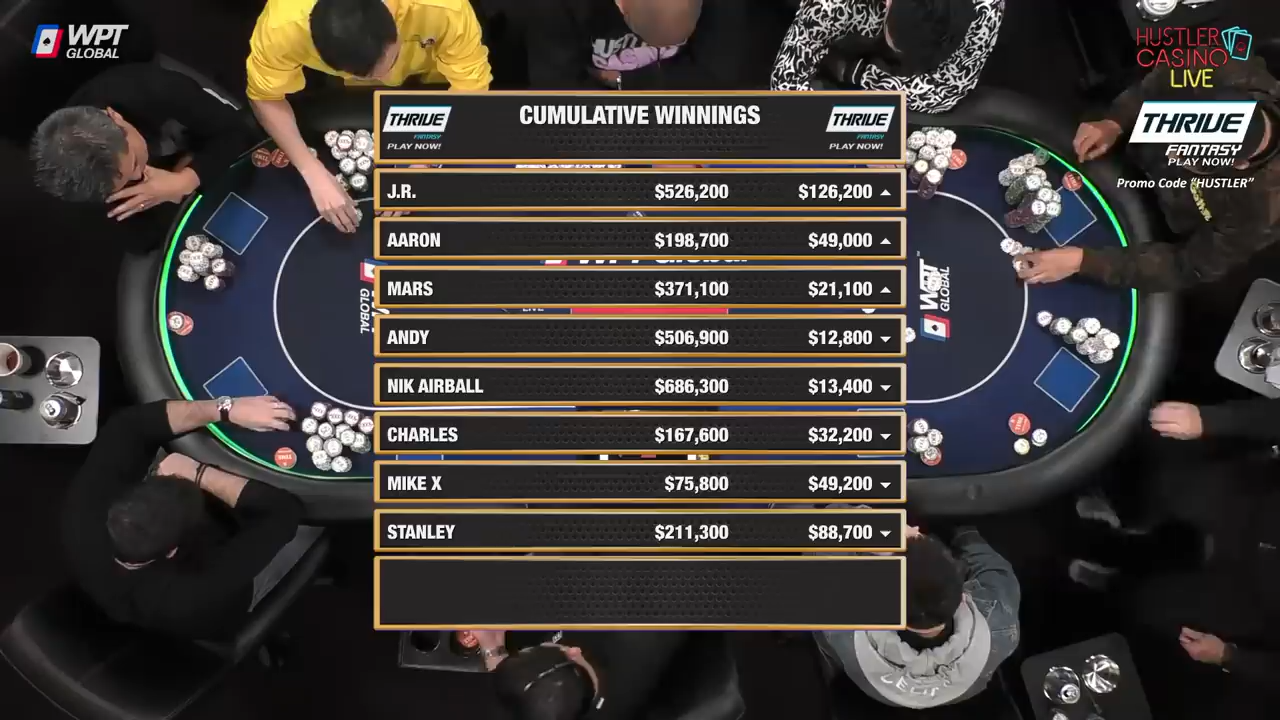 WPT
GLOBAL
HUSTLER
CASINO
LIVE
THRIVE
FANTASY
PLAY NOW!
CUMULATIVE WINNINGS
THRIVE
FANTASY
PLAY NOW!
THRIVE
FANTASY
PLAY NOW!
Promo Code "HUSTLER"
J.R. $526,200 $126,200 ▲
AARON $198,700 $49,000 ▲
MARS $371,100 $21,100 ▲
ANDY $506,900 $12,800 ▼
NIK AIRBALL $686,300 $13,400 ▼
CHARLES $167,600 $32,200 ▼
MIKE X $75,800 $49,200 ▼
STANLEY $211,300 $88,700 ▼
WPT
GLOBAL
GLOBAL